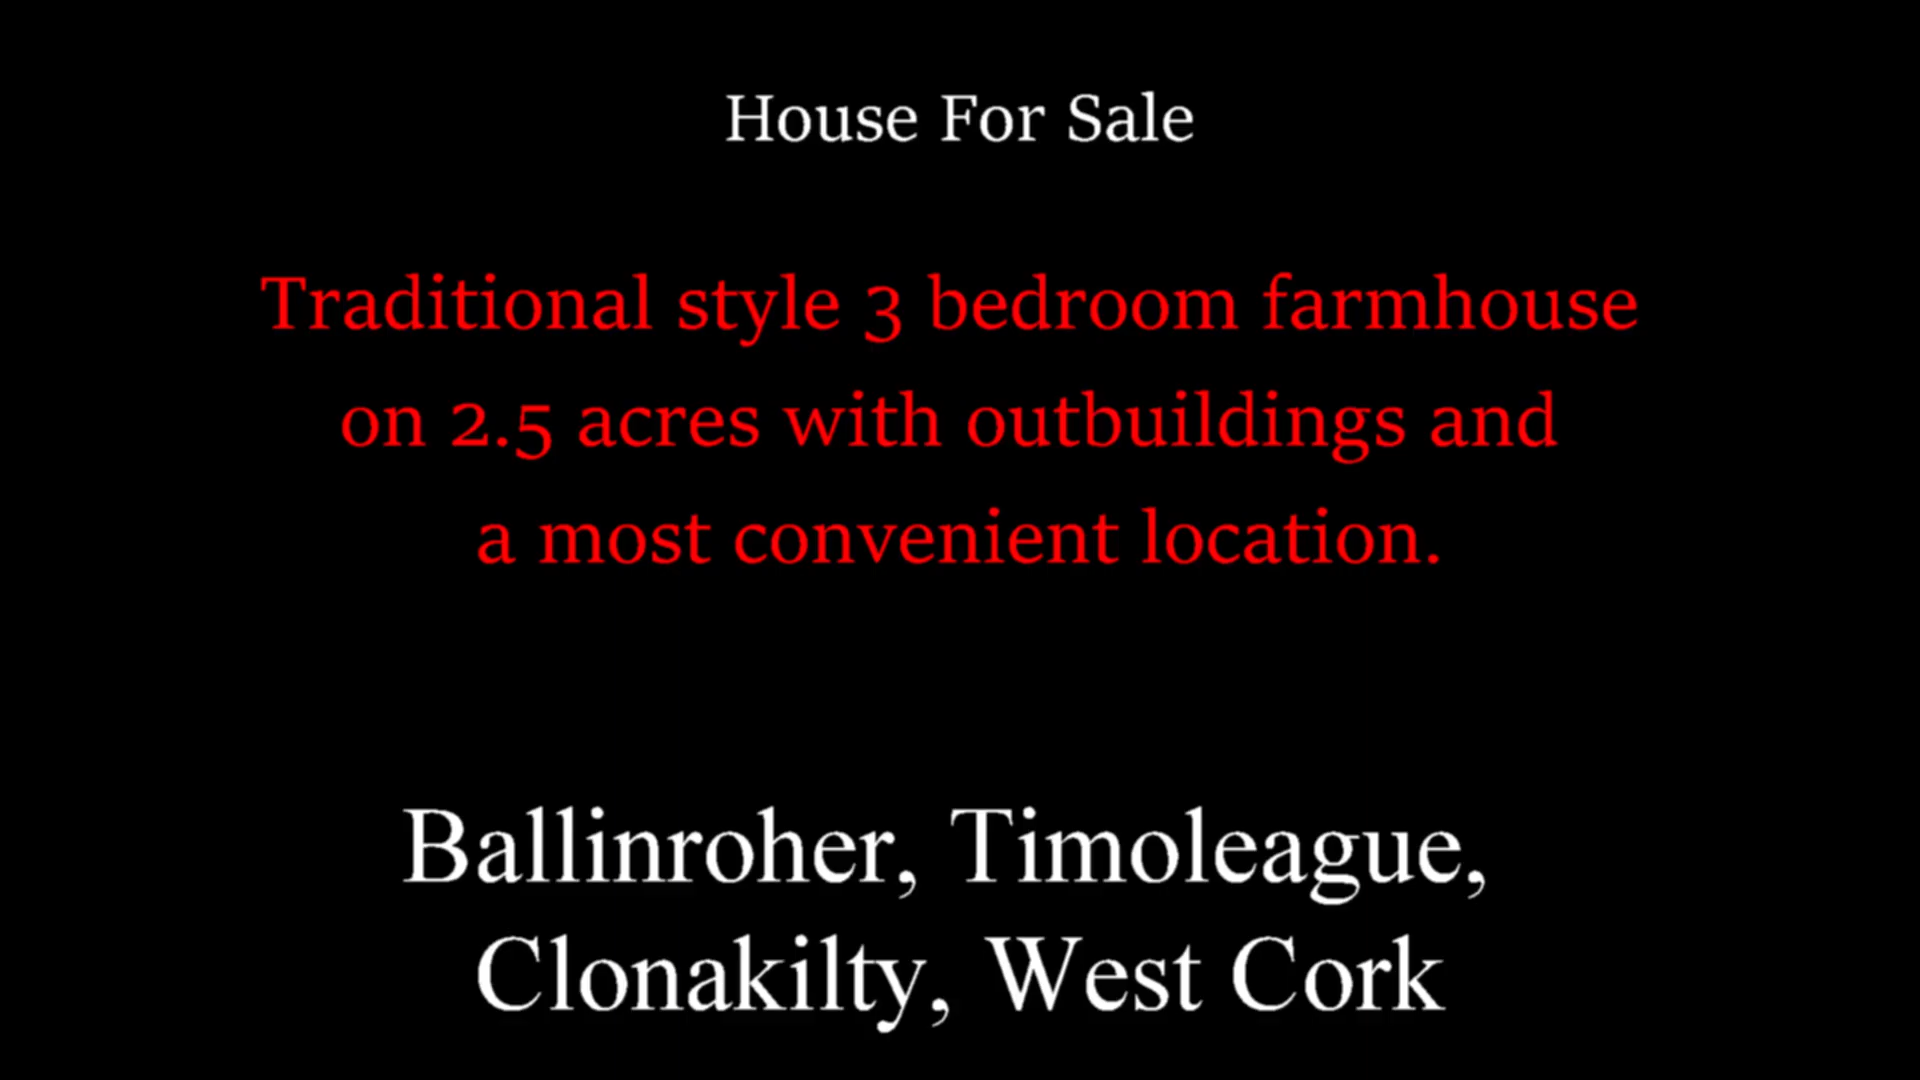 House For Sale
Traditional style 3 bedroom farmhouse
on 2.5 acres with outbuildings and
a most convenient location.
Ballinroher, Timoleague,
Clonakilty, West Cork